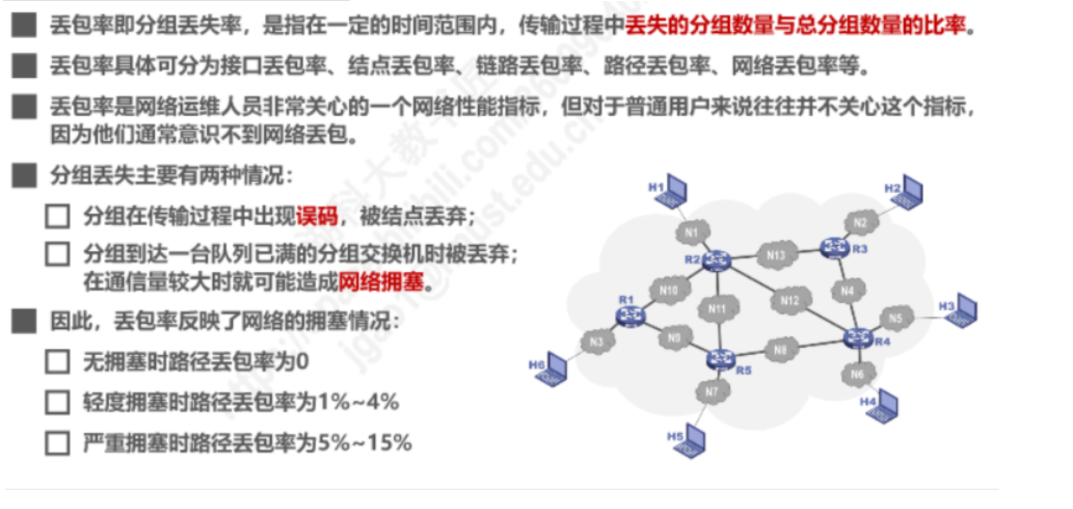 丢包率即分组丢失率，是指在一定的时间范围内，传输过程中丢失的分组数量与总分组数量的比率。
丢包率具体可分为接口丢包率、结点丢包率、链路丢包率、路径丢包率、网络丢包率等。
丢包率是网络运维人员非常关心的一个网络性能指标，但对于普通用户来说往往并不关心这个指标，
因为他们通常意识不到网络丢包。
分组丢失主要有两种情况：
分组在传输过程中出现误码，被结点丢弃；
分组到达一台队列已满的分组交换机时被丢弃；
在通信量较大时就可能造成网络拥塞。
因此，丢包率反映了网络的拥塞情况：
无拥塞时路径丢包率为0
轻度拥塞时路径丢包率为1%~4%
严重拥塞时路径丢包率为5%~15%
H1
H2
N1
N2
R2
N13
R3
N10
N11
N12
N4
R1
H3
N5
N3
N9
N8
R4
H6
R5
N6
N7
H4
H5